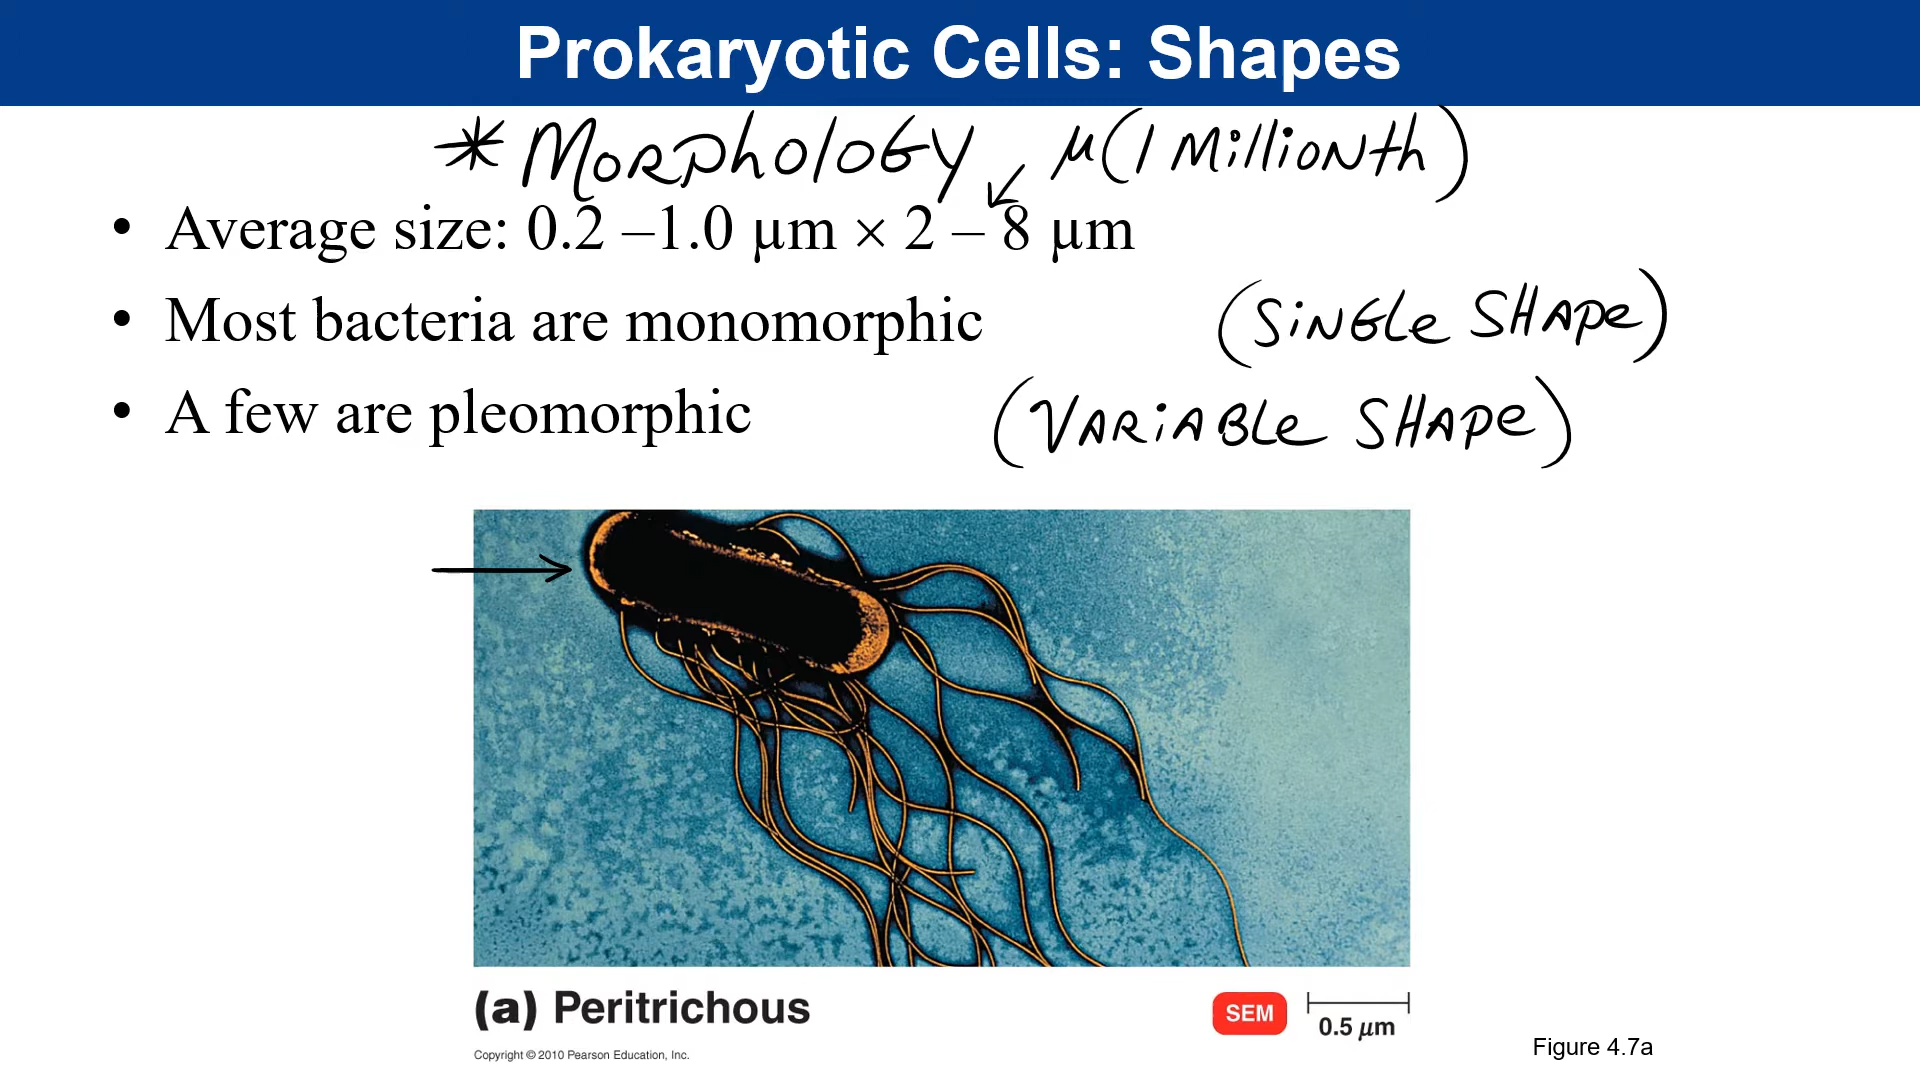 Prokaryotic Cells: Shapes
* Morphology μ(1 Millionth)
• Average size: 0.2 –1.0 µm × 2 – 8 µm
• Most bacteria are monomorphic (Single Shape)
• A few are pleomorphic (Variable Shape)
(a) Peritrichous
SEM
0.5 µm
Copyright © 2010 Pearson Education, Inc.
Figure 4.7a